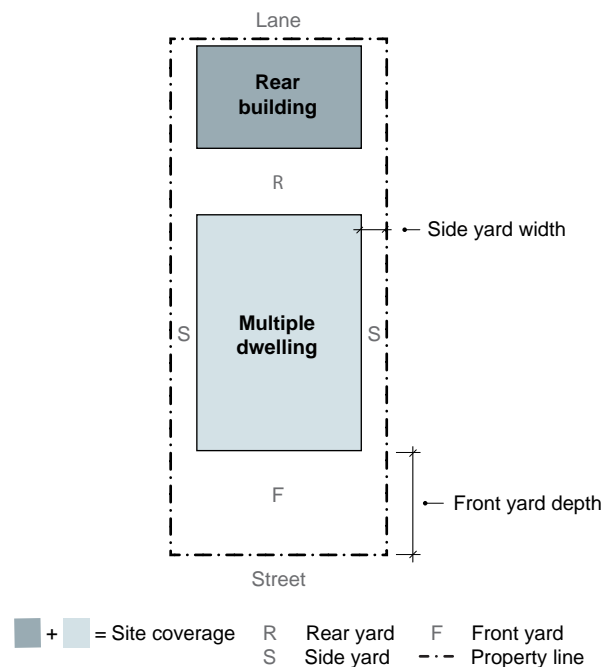 Lane
Rear
building
R
Side yard width
Multiple
dwelling
S
S
F
Front yard depth
Street
+ = Site coverage
R Rear yard
F Front yard
S Side yard
Property line